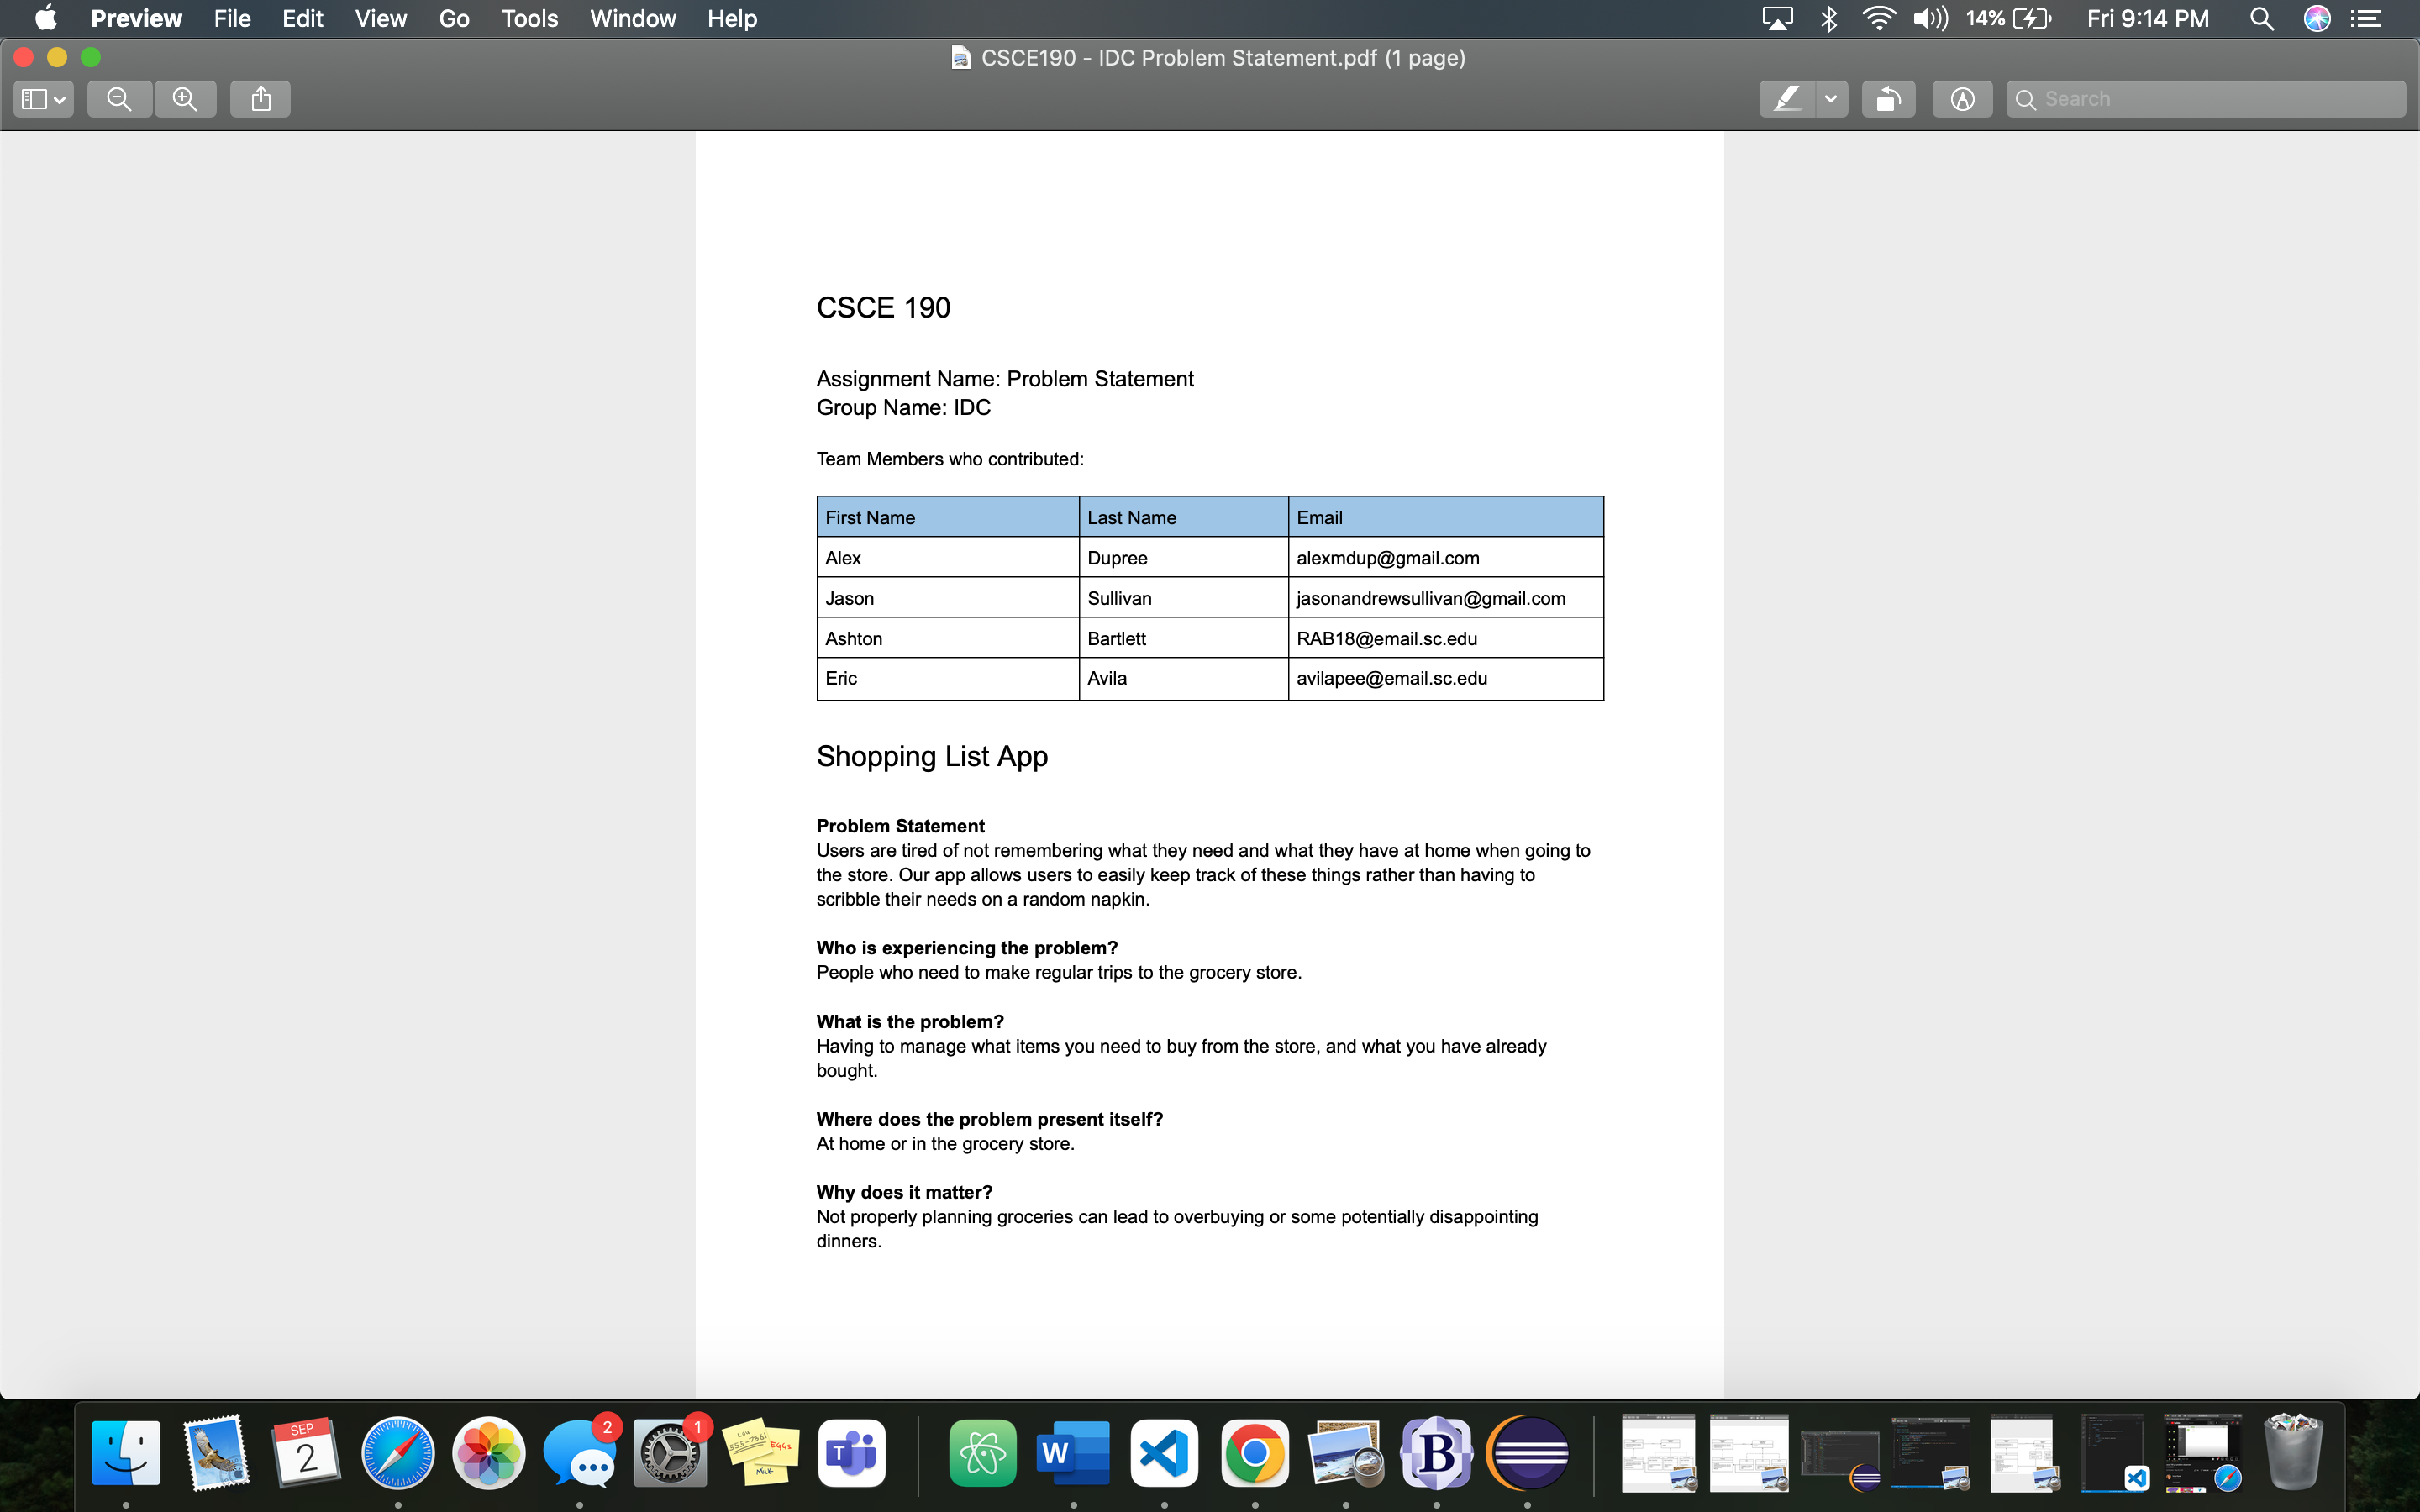 Preview File Edit View Go Tools Window Help 14% Fri 9:14 PM
CSCE190 - IDC Problem Statement.pdf (1 page)
Search
CSCE 190
Assignment Name: Problem Statement
Group Name: IDC
Team Members who contributed:
First Name Last Name Email
Alex Dupree alexmdup@gmail.com
Jason Sullivan jasonandrewsullivan@gmail.com
Ashton Bartlett RAB18@email.sc.edu
Eric Avila avilapee@email.sc.edu
Shopping List App
Problem Statement
Users are tired of not remembering what they need and what they have at home when going to
the store. Our app allows users to easily keep track of these things rather than having to
scribble their needs on a random napkin.
Who is experiencing the problem?
People who need to make regular trips to the grocery store.
What is the problem?
Having to manage what items you need to buy from the store, and what you have already
bought.
Where does the problem present itself?
At home or in the grocery store.
Why does it matter?
Not properly planning groceries can lead to overbuying or some potentially disappointing
dinners.
SEP
2
2
1
555-7361
EGGS
MILK
T
W
B